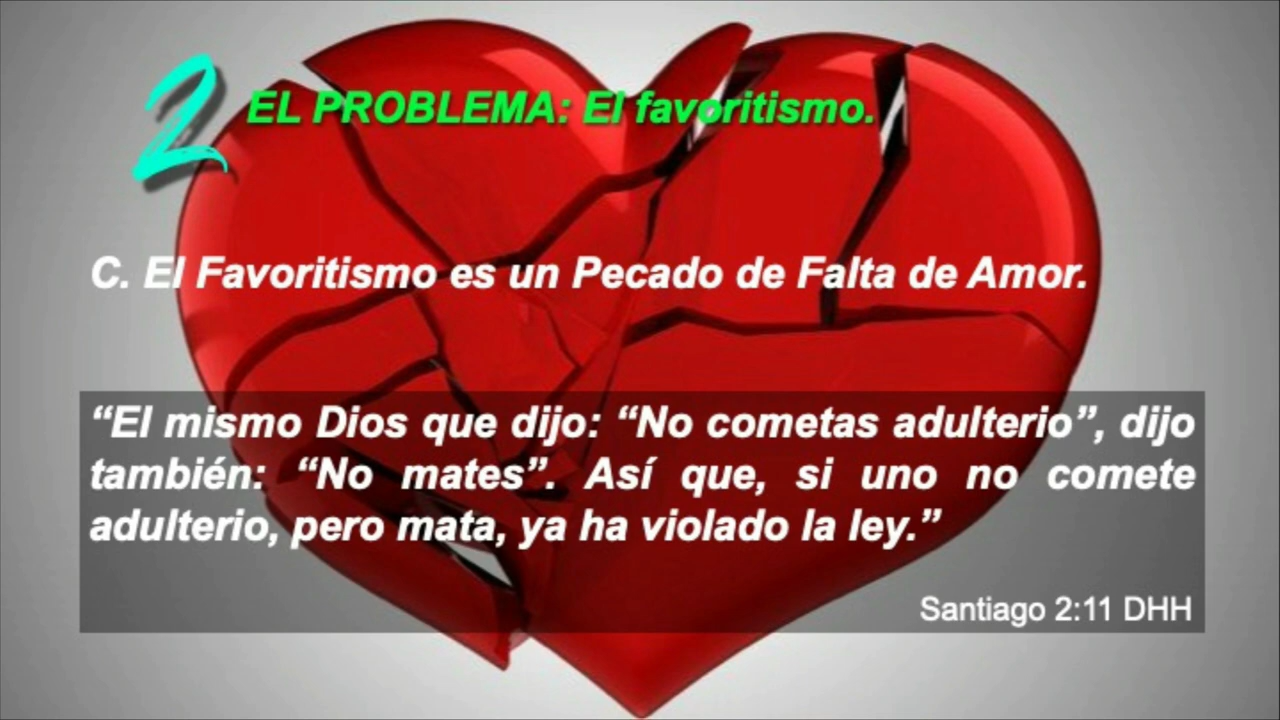 2 EL PROBLEMA: El favoritismo.
C. El Favoritismo es un Pecado de Falta de Amor.
“El mismo Dios que dijo: “No cometas adulterio”, dijo
también: “No mates”. Así que, si uno no comete
adulterio, pero mata, ya ha violado la ley.”
Santiago 2:11 DHH